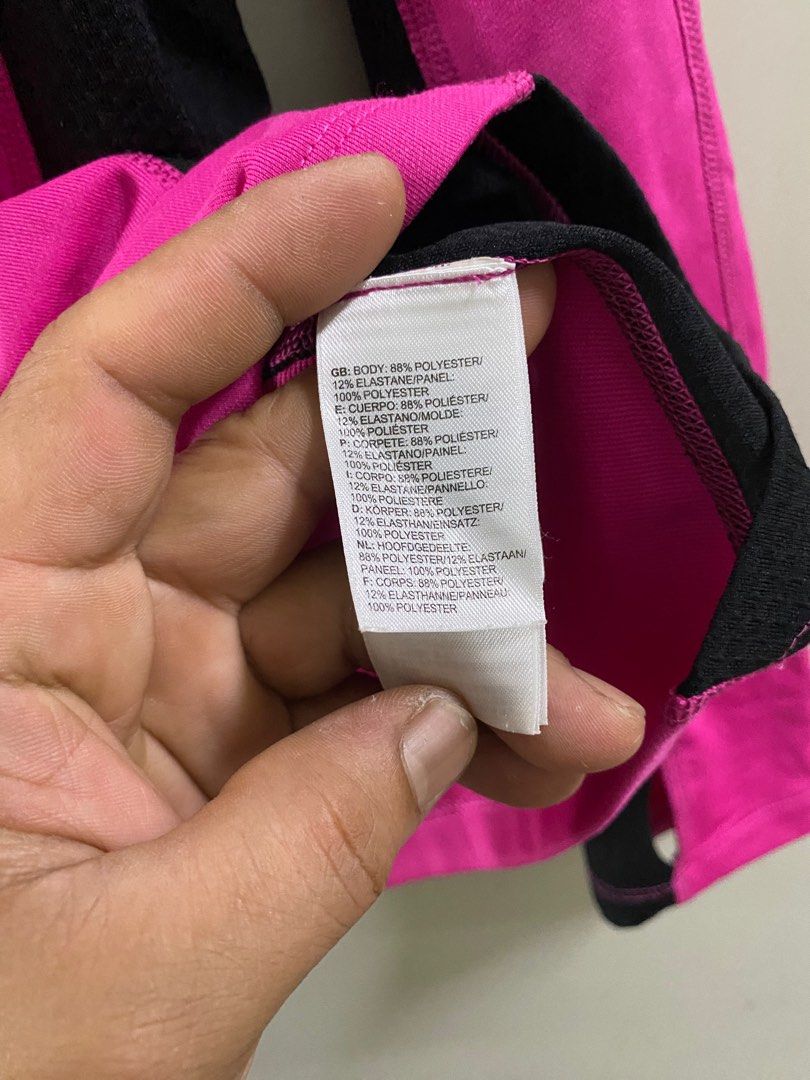 GB: BODY: 88% POLYESTER/
12% ELASTANE/PANEL:
100% POLYESTER
E: CUERPO: 88% POLIÉSTER/
12% ELASTANO/MOLDE:
100% POLIÉSTER
P: CORPETE: 88% POLIÉSTER/
12% ELASTANO/PAINEL:
100% POLIÉSTER
I: CORPO: 88% POLIESTERE/
12% ELASTAN/PANNELLO:
100% POLIESTERE
D: KÖRPER: 88% POLYESTER/
12% ELASTHAN/EINSATZ:
100% POLYESTER
NL: HOOFDGEDEELTE:
88% POLYESTER/12% ELASTAAN/
PANEEL: 100% POLYESTER
F: CORPS: 88% POLYESTER/
12% ELASTHANNE/PANNEAU:
100% POLYESTER